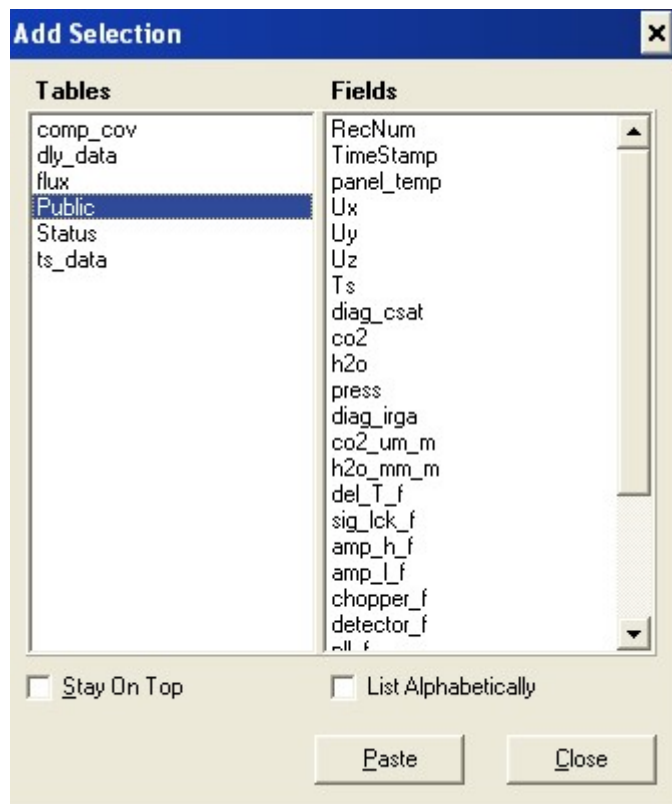 Add Selection
Tables
comp_cov
dly_data
flux
Public
Status
ts_data
Fields
RecNum
TimeStamp
panel_temp
Ux
Uy
Uz
Ts
diag_csat
co2
h2o
press
diag_irga
co2_um_m
h2o_mm_m
del_T_f
sig_lck_f
amp_h_f
amp_l_f
chopper_f
detector_f
Stay On Top
List Alphabetically
Paste
Close